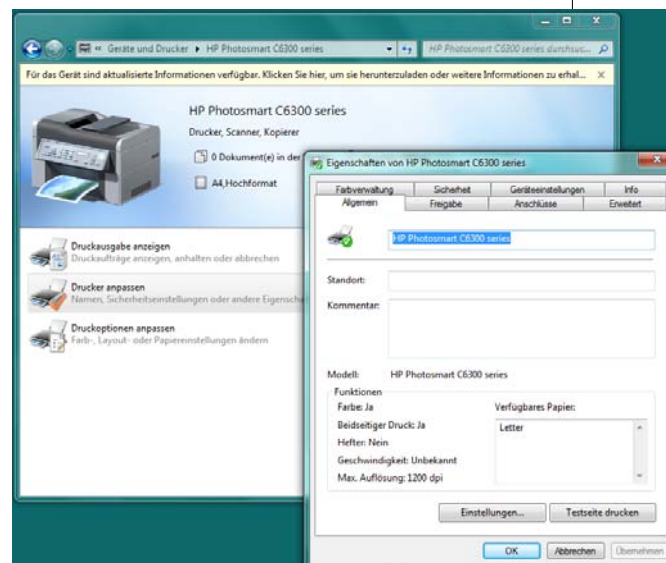 « Geräte und Drucker ▸ HP Photosmart C6300 series
HP Photosmart C6300 series durchsuc...
Für das Gerät sind aktualisierte Informationen verfügbar. Klicken Sie hier, um sie herunterzuladen oder weitere Informationen zu erhal...
HP Photosmart C6300 series
Drucker, Scanner, Kopierer
0 Dokument(e) in der
A4,Hochformat
Druckausgabe anzeigen
Druckaufträge anzeigen, anhalten oder abbrechen
Drucker anpassen
Namen, Sicherheitseinstellungen oder andere Eigenscha
Druckoptionen anpassen
Farb-, Layout- oder Papiereinstellungen ändern
Eigenschaften von HP Photosmart C6300 series
Farbverwaltung Sicherheit Geräteeinstellungen Info
Allgemein Freigabe Anschlüsse Erweitert
HP Photosmart C6300 series
Standort:
Kommentar:
Modell: HP Photosmart C6300 series
Funktionen
Farbe: Ja
Verfügbares Papier:
Beidseitiger Druck: Ja
Letter
Hefter: Nein
Geschwindigkeit: Unbekannt
Max. Auflösung: 1200 dpi
Einstellungen... Testseite drucken
OK Abbrechen Übernehmen